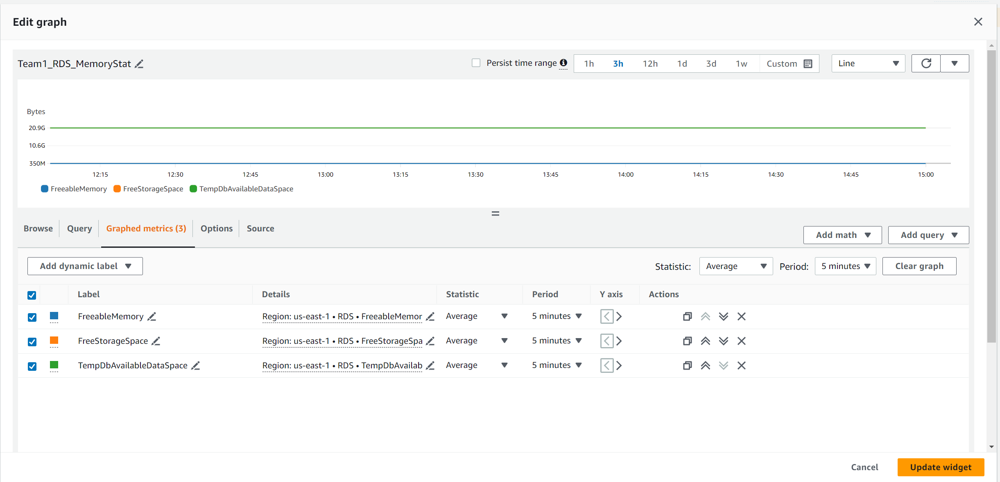 Edit graph
Team1_RDS_MemoryStat
Persist time range 1h 3h 12h 1d 3d 1w Custom Line
Bytes
20.9G
10.6G
350M
12:15 12:30 12:45 13:00 13:15 13:30 13:45 14:00 14:15 14:30 14:45 15:00
FreeableMemory FreeStorageSpace TempDbAvailableDataSpace
Browse Query Graphed metrics (3) Options Source Add math Add query
Add dynamic label Statistic: Average Period: 5 minutes Clear graph
Label Details Statistic Period Y axis Actions
FreeableMemory Region: us-east-1 • RDS • FreeableMemor Average 5 minutes
FreeStorageSpace Region: us-east-1 • RDS • FreeStorageSpa Average 5 minutes
TempDbAvailableDataSpace Region: us-east-1 • RDS • TempDbAvailab Average 5 minutes
Cancel Update widget